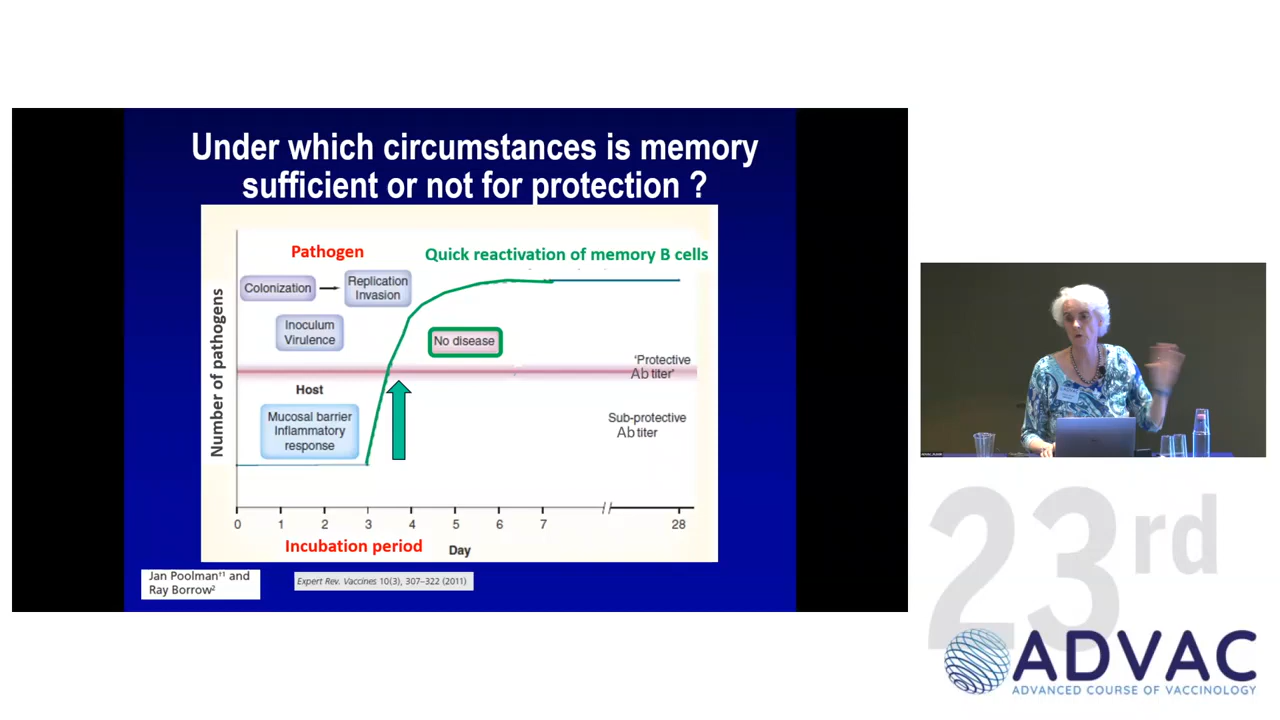 Under which circumstances is memory
sufficient or not for protection ?
Pathogen
Quick reactivation of memory B cells
Colonization
Replication
Invasion
Inoculum
Virulence
No disease
'Protective
Ab titer'
Host
Mucosal barrier
Inflammatory
response
Sub-protective
Ab titer
Number of pathogens
0 1 2 3 4 5 6 7 28
Incubation period
Day
Jan Poolman†1 and
Ray Borrow2
Expert Rev. Vaccines 10(3), 307–322 (2011)
23rd
ADVAC
ADVANCED COURSE OF VACCINOLOGY